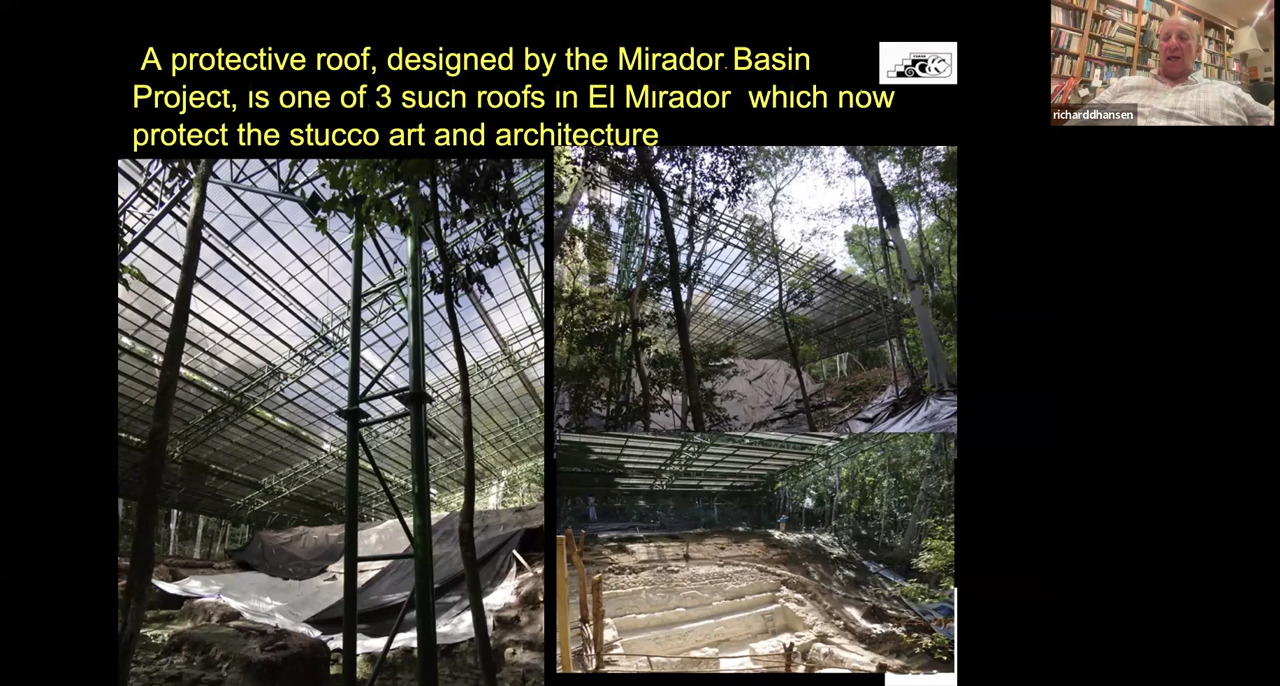 A protective roof, designed by the Mirador Basin
Project, is one of 3 such roofs in El Mirador which now
protect the stucco art and architecture
richarddhansen